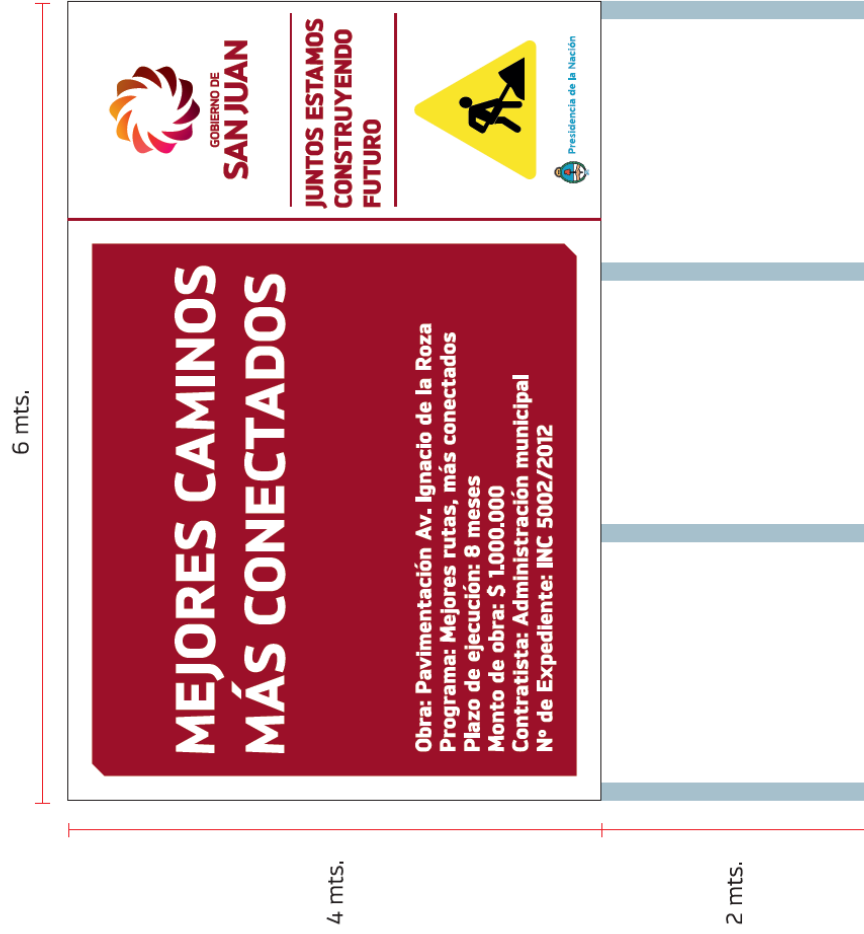 6 mts.
MEJORES CAMINOS
MÁS CONECTADOS
Obra: Pavimentación Av. Ignacio de la Roza
Programa: Mejores rutas, más conectados
Plazo de ejecución: 8 meses
Monto de obra: $ 1.000.000
Contratista: Administración municipal
Nº de Expediente: INC 5002/2012
GOBIERNO DE
SAN JUAN
JUNTOS ESTAMOS
CONSTRUYENDO
FUTURO
Presidencia de la Nación
4 mts.
2 mts.